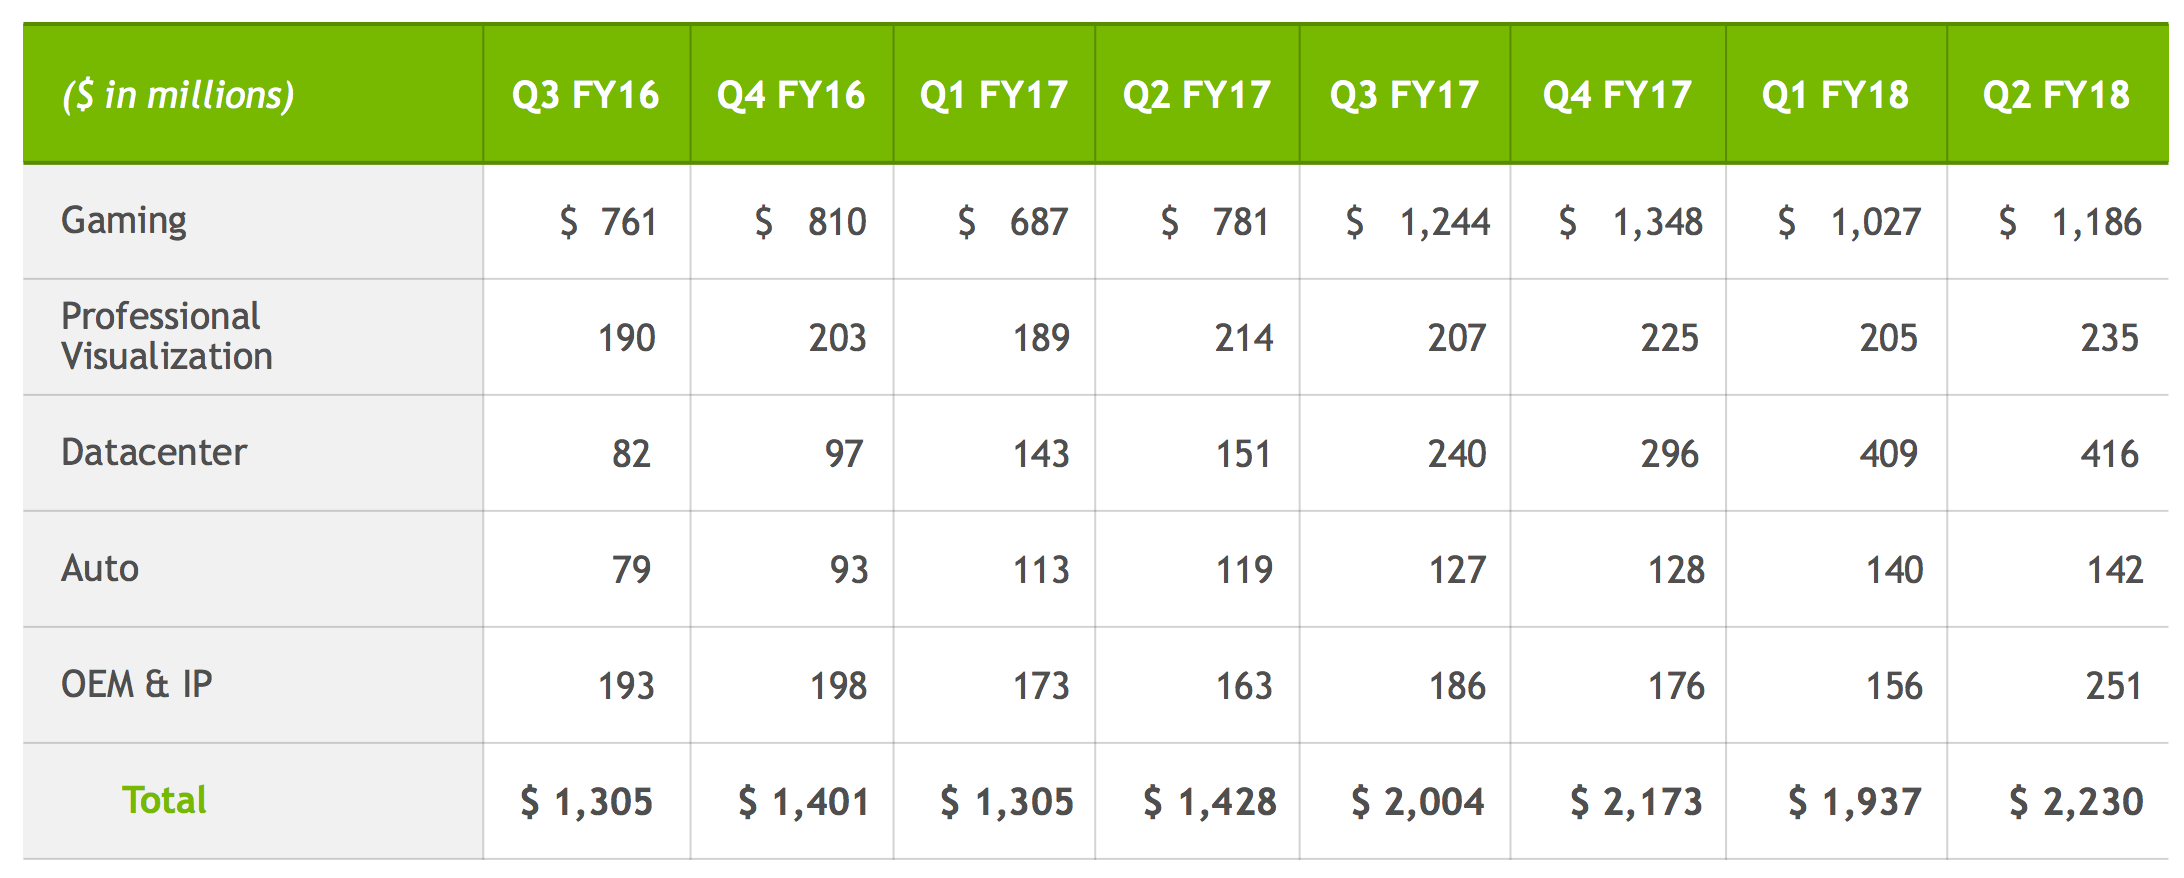 ($ in millions) Q3 FY16 Q4 FY16 Q1 FY17 Q2 FY17 Q3 FY17 Q4 FY17 Q1 FY18 Q2 FY18
Gaming $ 761 $ 810 $ 687 $ 781 $ 1,244 $ 1,348 $ 1,027 $ 1,186
Professional
Visualization 190 203 189 214 207 225 205 235
Datacenter 82 97 143 151 240 296 409 416
Auto 79 93 113 119 127 128 140 142
OEM & IP 193 198 173 163 186 176 156 251
Total $ 1,305 $ 1,401 $ 1,305 $ 1,428 $ 2,004 $ 2,173 $ 1,937 $ 2,230